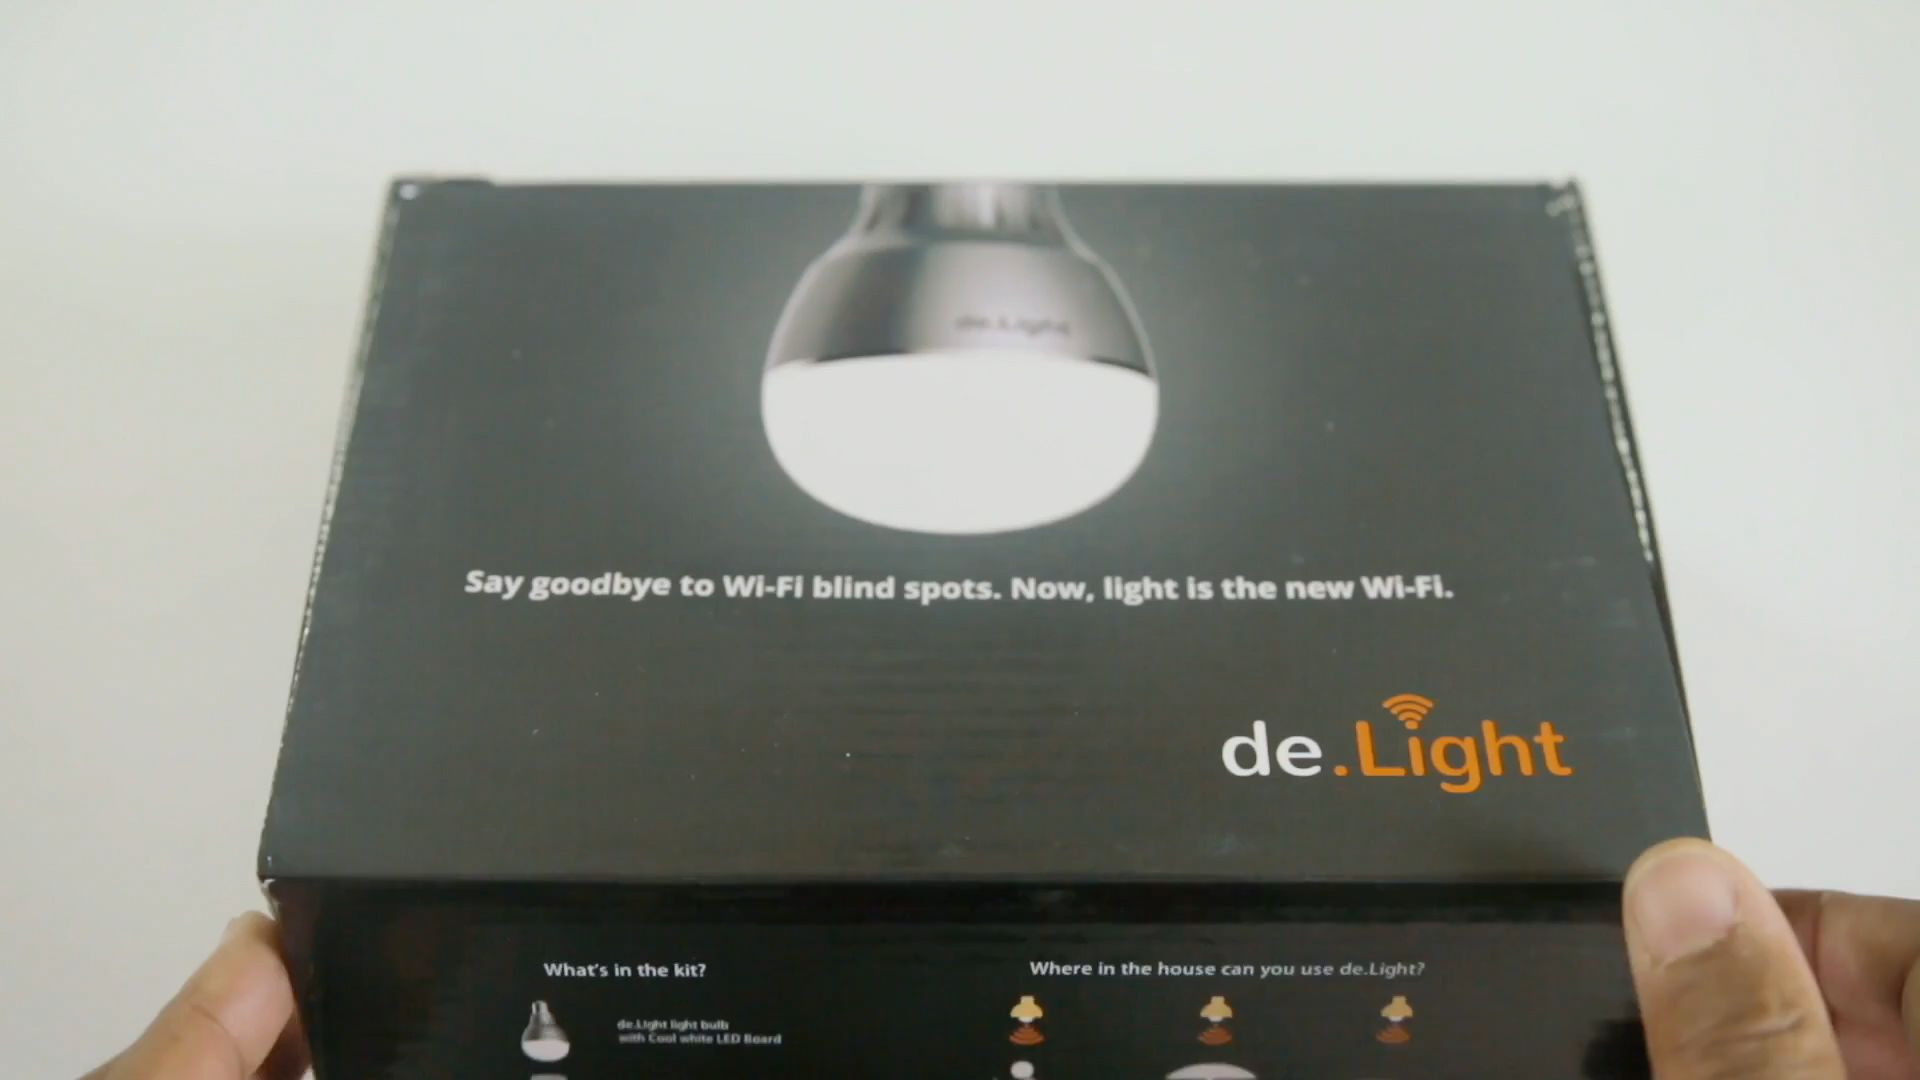 de.Light
Say goodbye to Wi-Fi blind spots. Now, light is the new Wi-Fi.
de.Light
What's in the kit?
Where in the house can you use de.Light?
de.Light light bulb
with Cool white LED Board